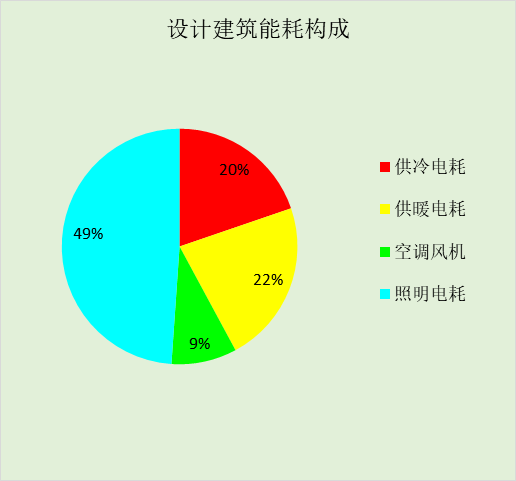 设计建筑能耗构成
20%
22%
9%
49%
供冷电耗
供暖电耗
空调风机
照明电耗